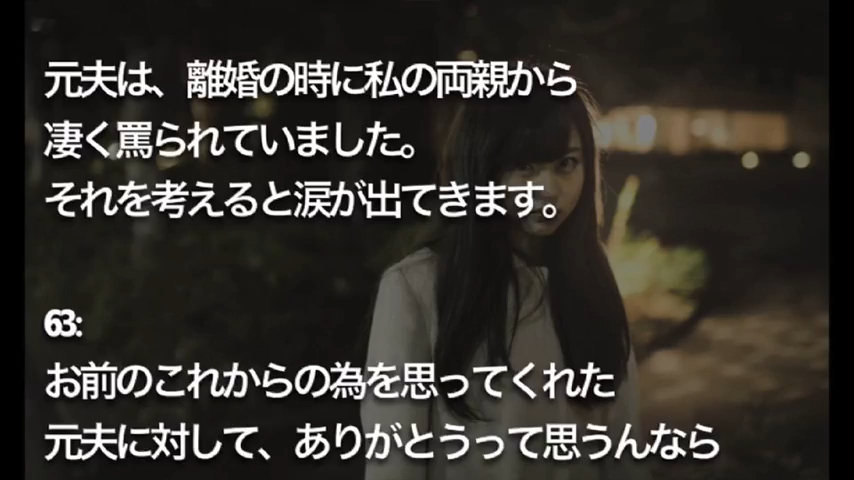 元夫は、離婚の時に私の両親から
凄く罵られていました。
それを考えると涙が出てきます。
63:
お前のこれからの為を思ってくれた
元夫に対して、ありがとうって思うんなら